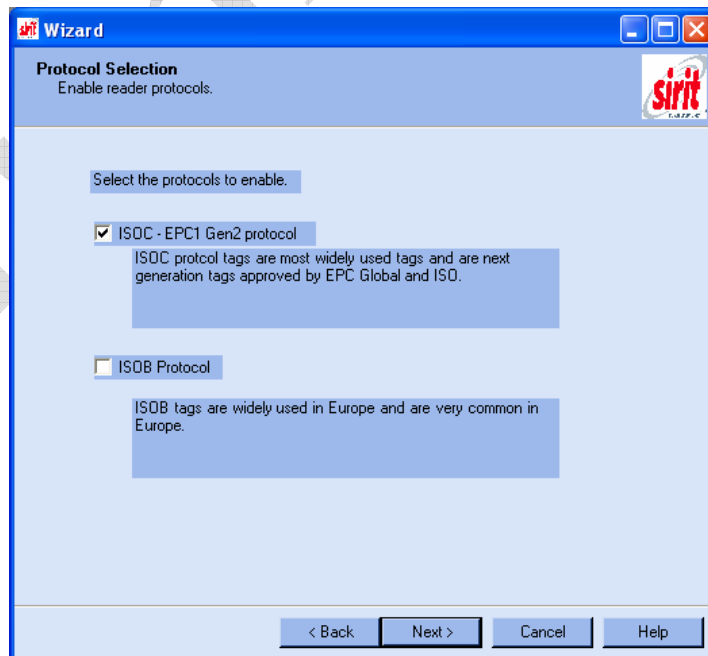 Wizard
Protocol Selection
Enable reader protocols.
sirit
Select the protocols to enable.
ISOC - EPC1 Gen2 protocol
ISOC protcol tags are most widely used tags and are next
generation tags approved by EPC Global and ISO.
ISOB Protocol
ISOB tags are widely used in Europe and are very common in
Europe.
< Back
Next >
Cancel
Help